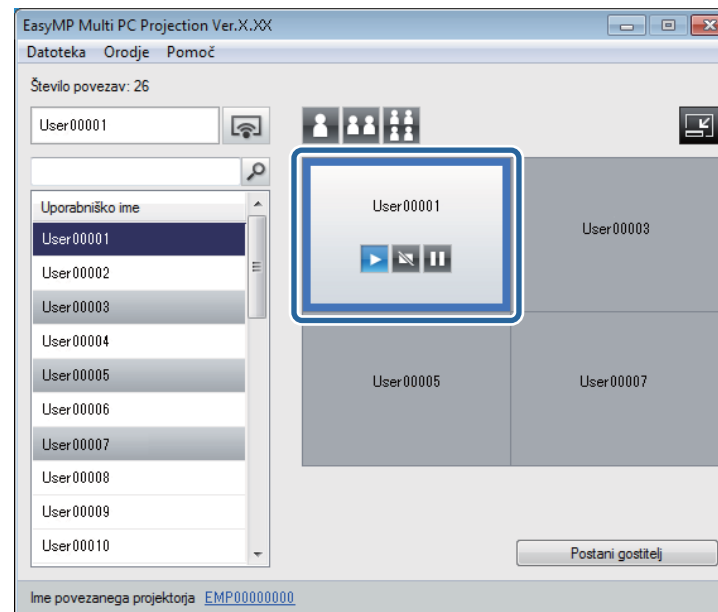 EasyMP Multi PC Projection Ver.X.XX
Datoteka Orodje Pomoč
Število povezav: 26
User00001
Uporabniško ime
User00001
User00002
User00003
User00004
User00005
User00006
User00007
User00008
User00009
User00010
User00001
User00003
User00005
User00007
Postani gostitelj
Ime povezanega projektorja EMP00000000